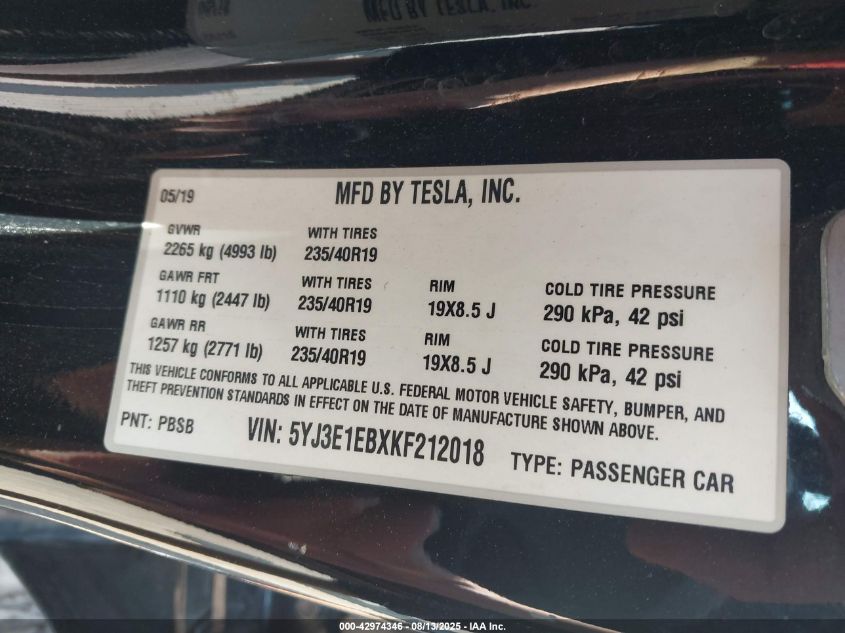 MFD BY TESLA, INC.
05/19 MFD BY TESLA, INC.
GVWR WITH TIRES
2265 kg (4993 lb) 235/40R19
GAWR FRT WITH TIRES RIM COLD TIRE PRESSURE
1110 kg (2447 lb) 235/40R19 19X8.5 J 290 kPa, 42 psi
GAWR RR WITH TIRES RIM COLD TIRE PRESSURE
1257 kg (2771 lb) 235/40R19 19X8.5 J 290 kPa, 42 psi
THIS VEHICLE CONFORMS TO ALL APPLICABLE U.S. FEDERAL MOTOR VEHICLE SAFETY, BUMPER, AND
THEFT PREVENTION STANDARDS IN EFFECT ON THE DATE OF MANUFACTURE SHOWN ABOVE.
PNT: PBSB VIN: 5YJ3E1EBXKF212018 TYPE: PASSENGER CAR
000-42974346 - 08/13/2025 - IAA Inc.